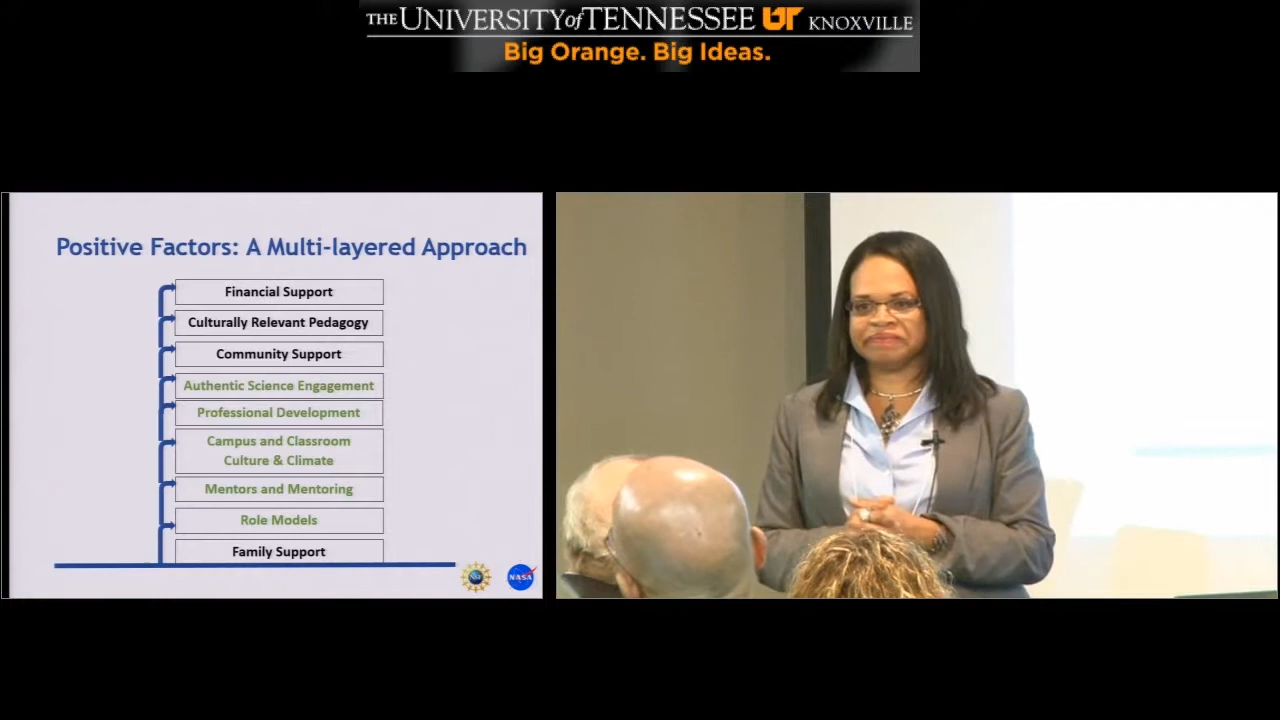 THE UNIVERSITY of TENNESSEE UT KNOXVILLE
Big Orange. Big Ideas.
Positive Factors: A Multi-layered Approach
Financial Support
Culturally Relevant Pedagogy
Community Support
Authentic Science Engagement
Professional Development
Campus and Classroom
Culture & Climate
Mentors and Mentoring
Role Models
Family Support
NSF
NASA